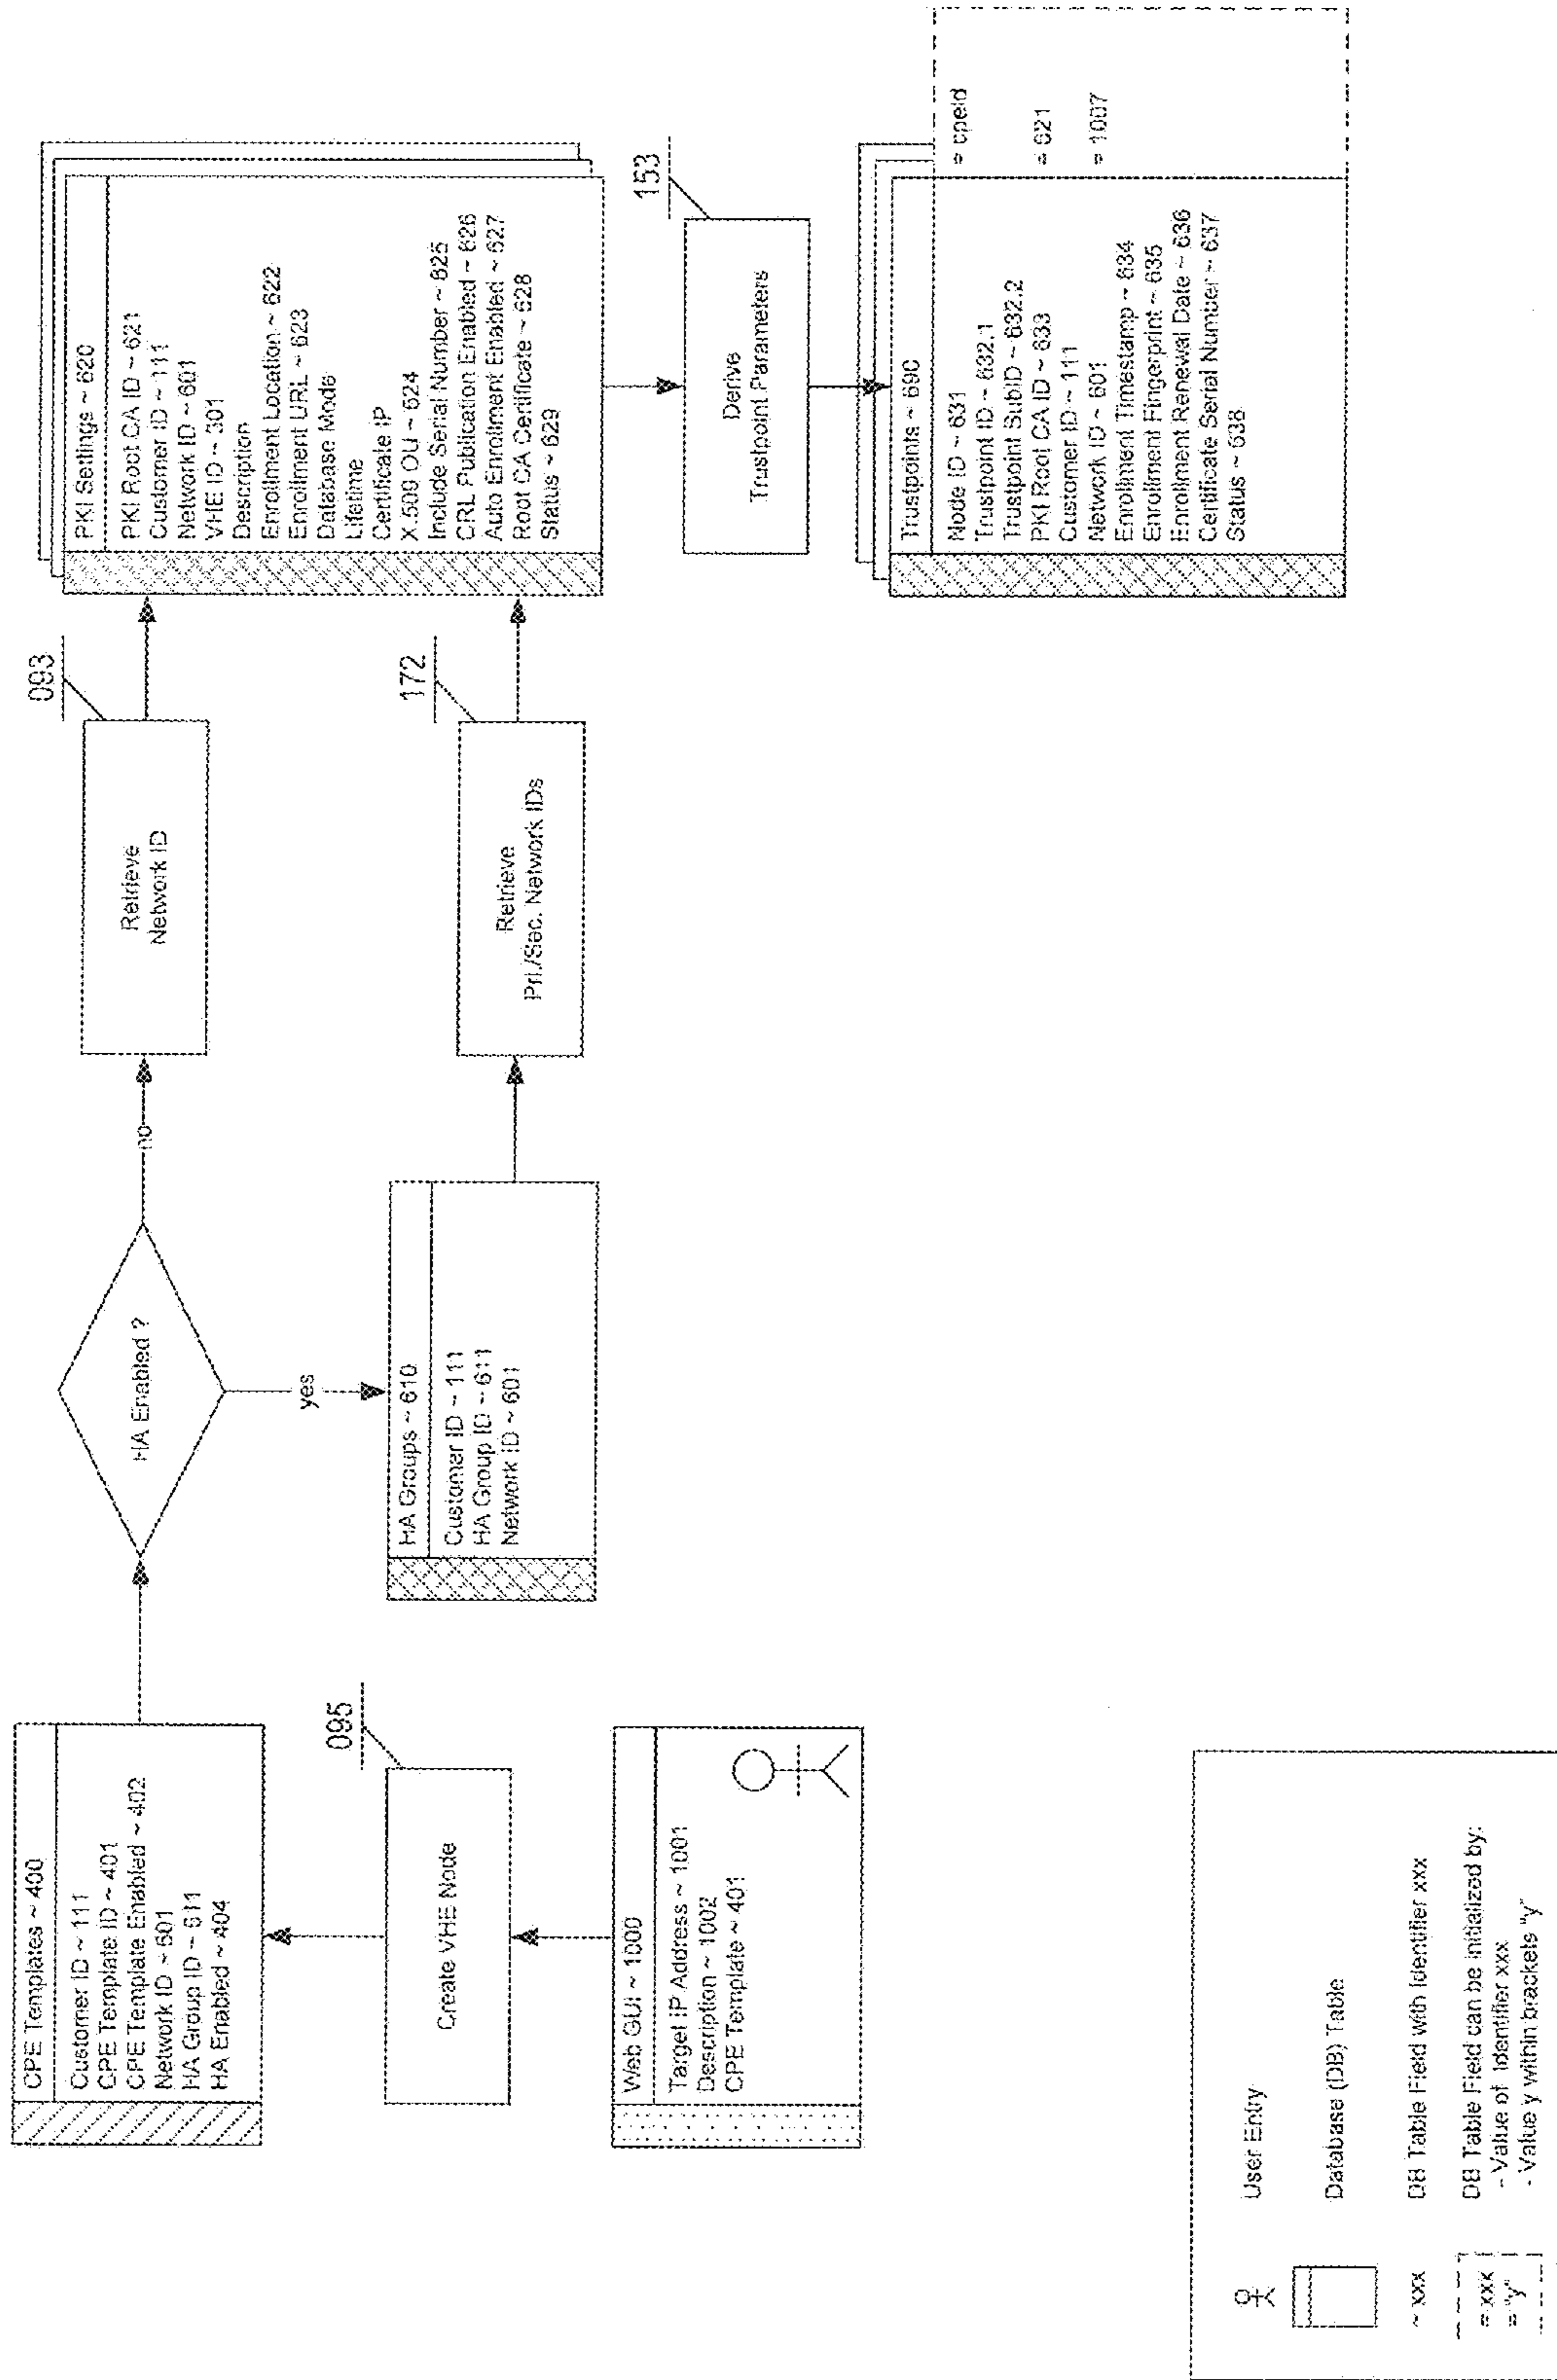 CPE Templates ~ 400
Customer ID ~ 111
CPE Template ID ~ 401
CPE Template Enabled ~ 402
Network ID ~ 601
HA Group ID ~ 611
HA Enabled ~ 404
HA Enabled ?
no
yes
Retrieve
Network ID
093
PKI Settings ~ 620
PKI Root CA ID ~ 621
Customer ID ~ 111
Network ID ~ 601
VHE ID ~ 301
Description
Enrollment Location ~ 622
Enrollment URL ~ 623
Database Mode
Lifetime
Certificate IP
X.509 OU ~ 624
Include Serial Number ~ 625
CRL Publication Enabled ~ 626
Auto Enrollment Enabled ~ 627
Root CA Certificate ~ 628
Status ~ 629
095
Create VHE Node
HA Groups ~ 610
Customer ID ~ 111
HA Group ID ~ 611
Network ID ~ 601
Retrieve
Pri./Sec. Network IDs
172
Web GUI ~ 1000
Target IP Address ~ 1001
Description ~ 1002
CPE Template ~ 401
Derive
Trustpoint Parameters
153
Trustpoints ~ 690
Node ID ~ 631
Trustpoint ID ~ 632.1
Trustpoint SubID ~ 632.2
PKI Root CA ID ~ 633
Customer ID ~ 111
Network ID ~ 601
Enrollment Timestamp ~ 634
Enrollment Fingerprint ~ 635
Enrollment Renewal Date ~ 636
Certificate Serial Number ~ 637
Status ~ 638
= cpeId
= 621
= 1007
User Entry
Database (DB) Table
~ xxx
DB Table Field with Identifier xxx
= xxx
= "y"
DB Table Field can be initialized by:
- Value of Identifier xxx
- Value y within brackets "y"